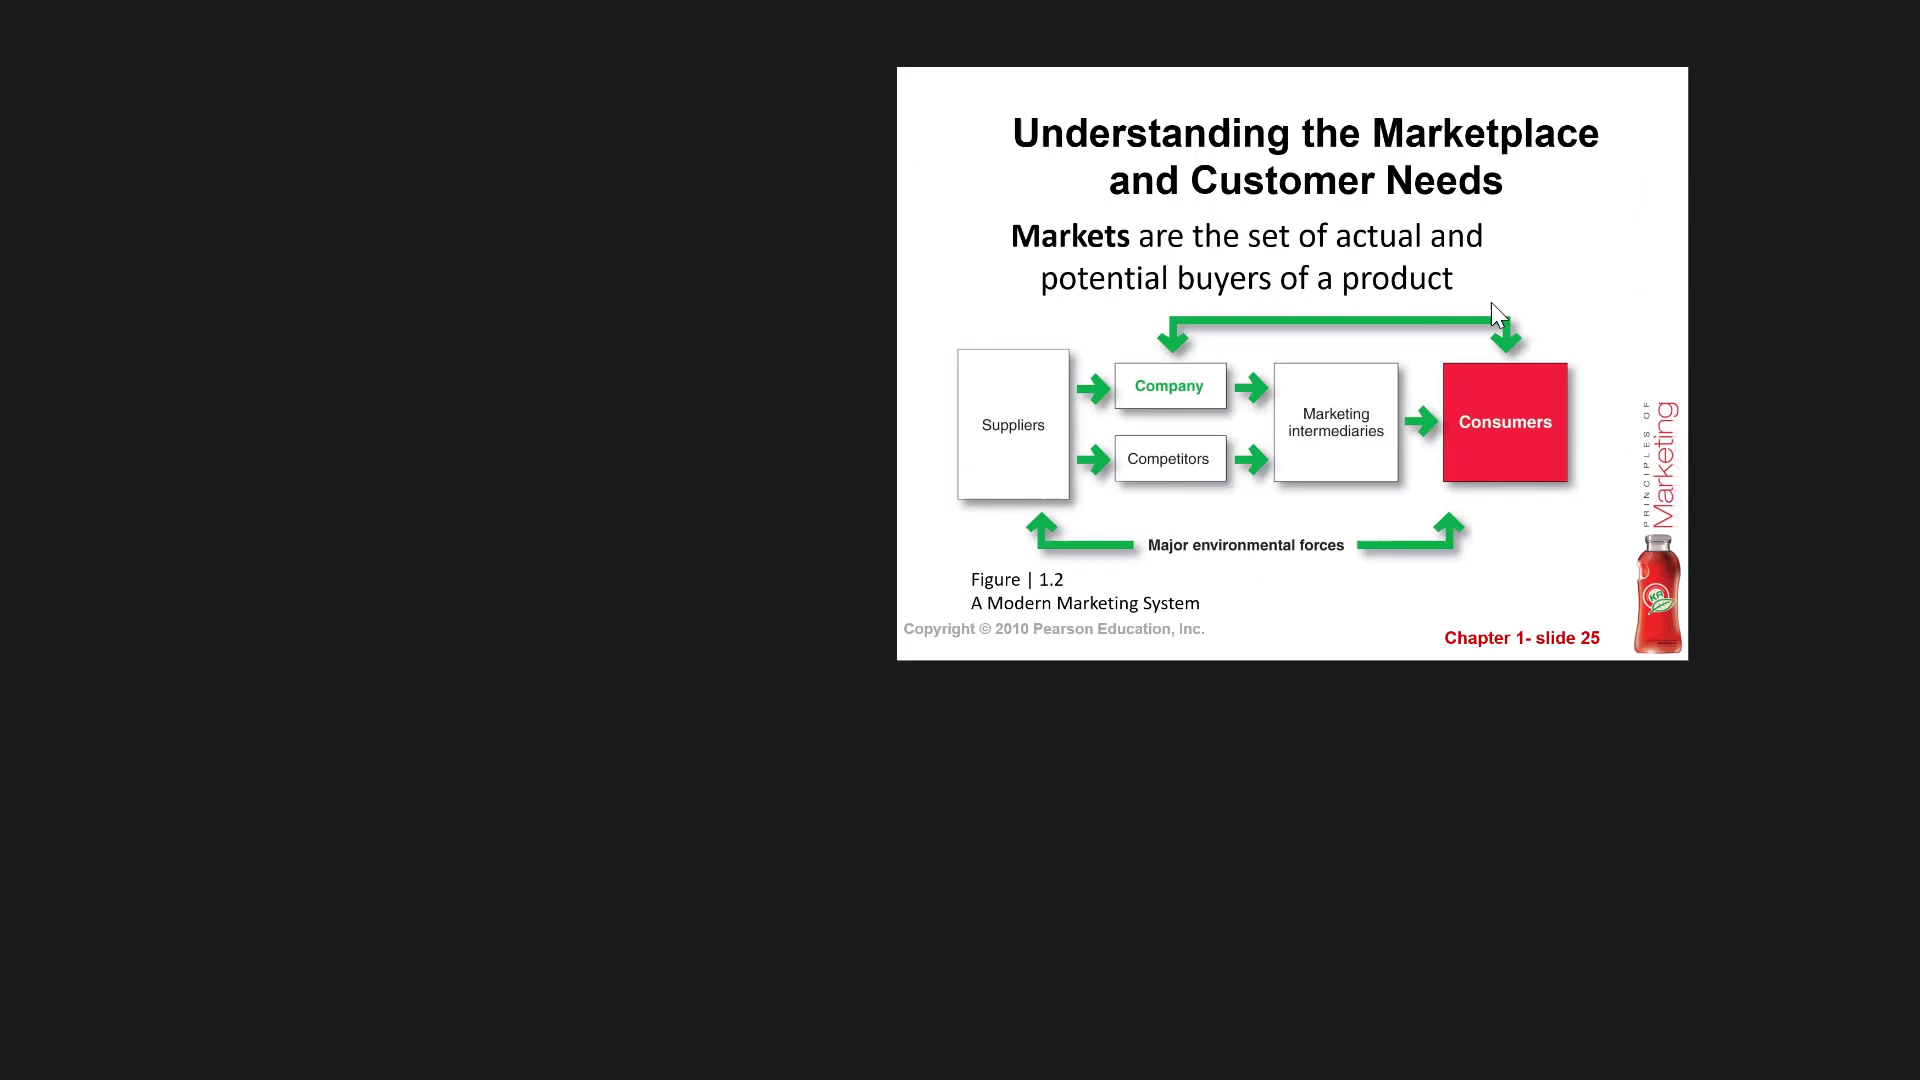 Understanding the Marketplace
and Customer Needs
Markets are the set of actual and
potential buyers of a product
Suppliers
Company
Competitors
Marketing
intermediaries
Consumers
Major environmental forces
Figure | 1.2
A Modern Marketing System
Copyright © 2010 Pearson Education, Inc.
Chapter 1- slide 25
PRINCIPLES OF
Marketing
KA